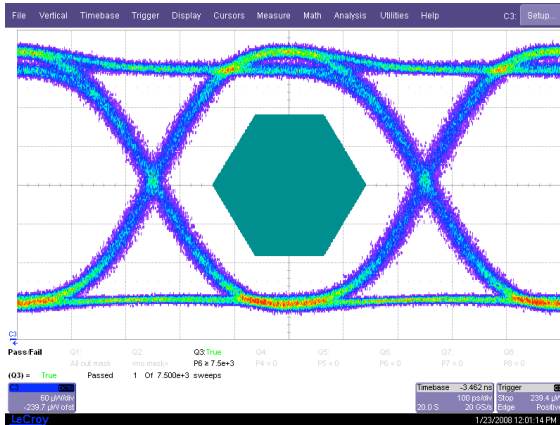 File Vertical Timebase Trigger Display Cursors Measure Math Analysis Utilities Help C3: Setup...
C3
Pass/Fail Q1: Q2: Q3:True Q4: Q5: Q6: Q7: Q8:
All out mask <no mask> P6 ≥ 7.5e+3 P4 < 0 P5 < 0 P6 < 0 P7 < 0 P8 < 0
(Q3) = True Passed 1 Of 7.500e+3 sweeps
C3
60 µW/div
-239.7 µW ofst
Timebase -3.462 ns
100 ps/div
20.0 S 20 GS/s
Trigger
Stop 239.4 µW
Edge Positive
LeCroy
1/23/2008 12:01:14 PM